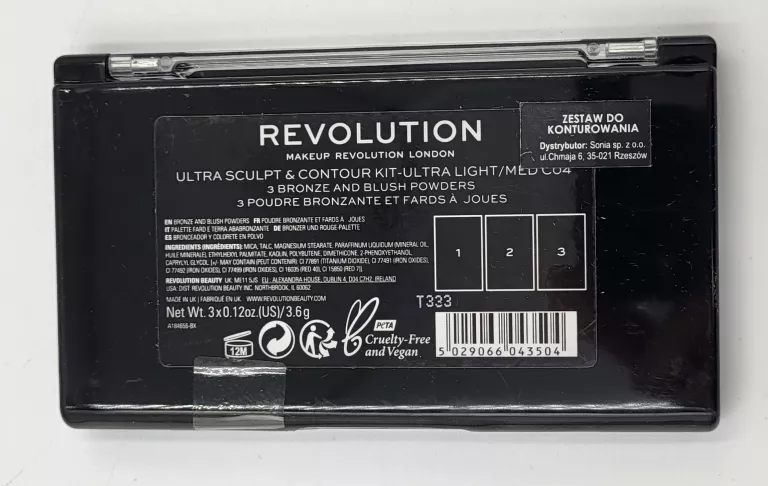 REVOLUTION
MAKEUP REVOLUTION LONDON
ULTRA SCULPT & CONTOUR KIT-ULTRA LIGHT/MED C04
3 BRONZE AND BLUSH POWDERS
3 POUDRE BRONZANTE ET FARDS À JOUES
ZESTAW DO
KONTUROWANIA
Dystrybutor: Sonia sp. z o.o.
ul.Chmaja 6, 35-021 Rzeszów
EN BRONZE AND BLUSH POWDERS FR POUDRE BRONZANTE ET FARDS À JOUES
IT PALETTE FARD E TERRA ABABRONZANTE DE BRONZER UND ROUGE-PALETTE
ES BRONCEADOR Y COLORETE EN POLVO
INGREDIENTS (INGRÉDIENTS): MICA, TALC, MAGNESIUM STEARATE, PARAFFINUM LIQUIDUM (MINERAL OIL,
HUILE MINERALE), ETHYLHEXYL PALMITATE, KAOLIN, POLYBUTENE, DIMETHICONE, 2-PHENOXYETHANOL,
CAPRYLYL GLYCOL [+/- MAY CONTAIN (PEUT CONTENIR): CI 77891 (TITANIUM DIOXIDE), CI 77491 (IRON OXIDES),
CI 77492 (IRON OXIDES), CI 77499 (IRON OXIDES), CI 16035 (RED 40), CI 15850 (RED 7)].
REVOLUTION BEAUTY UK: ME11 5JS EU: ALEXANDRA HOUSE, DUBLIN 4, D04 C7H2, IRELAND
USA: DIST REVOLUTION BEAUTY INC NORTHBROOK, IL 60062
MADE IN UK | FABRIQUÉ EN UK. WWW.REVOLUTIONBEAUTY.COM
Net Wt. 3 x 0.12oz.(US)/3.6g
A184656-BX
1 2 3
T333
12M
PETA
Cruelty-Free
and Vegan
5 029066 043504